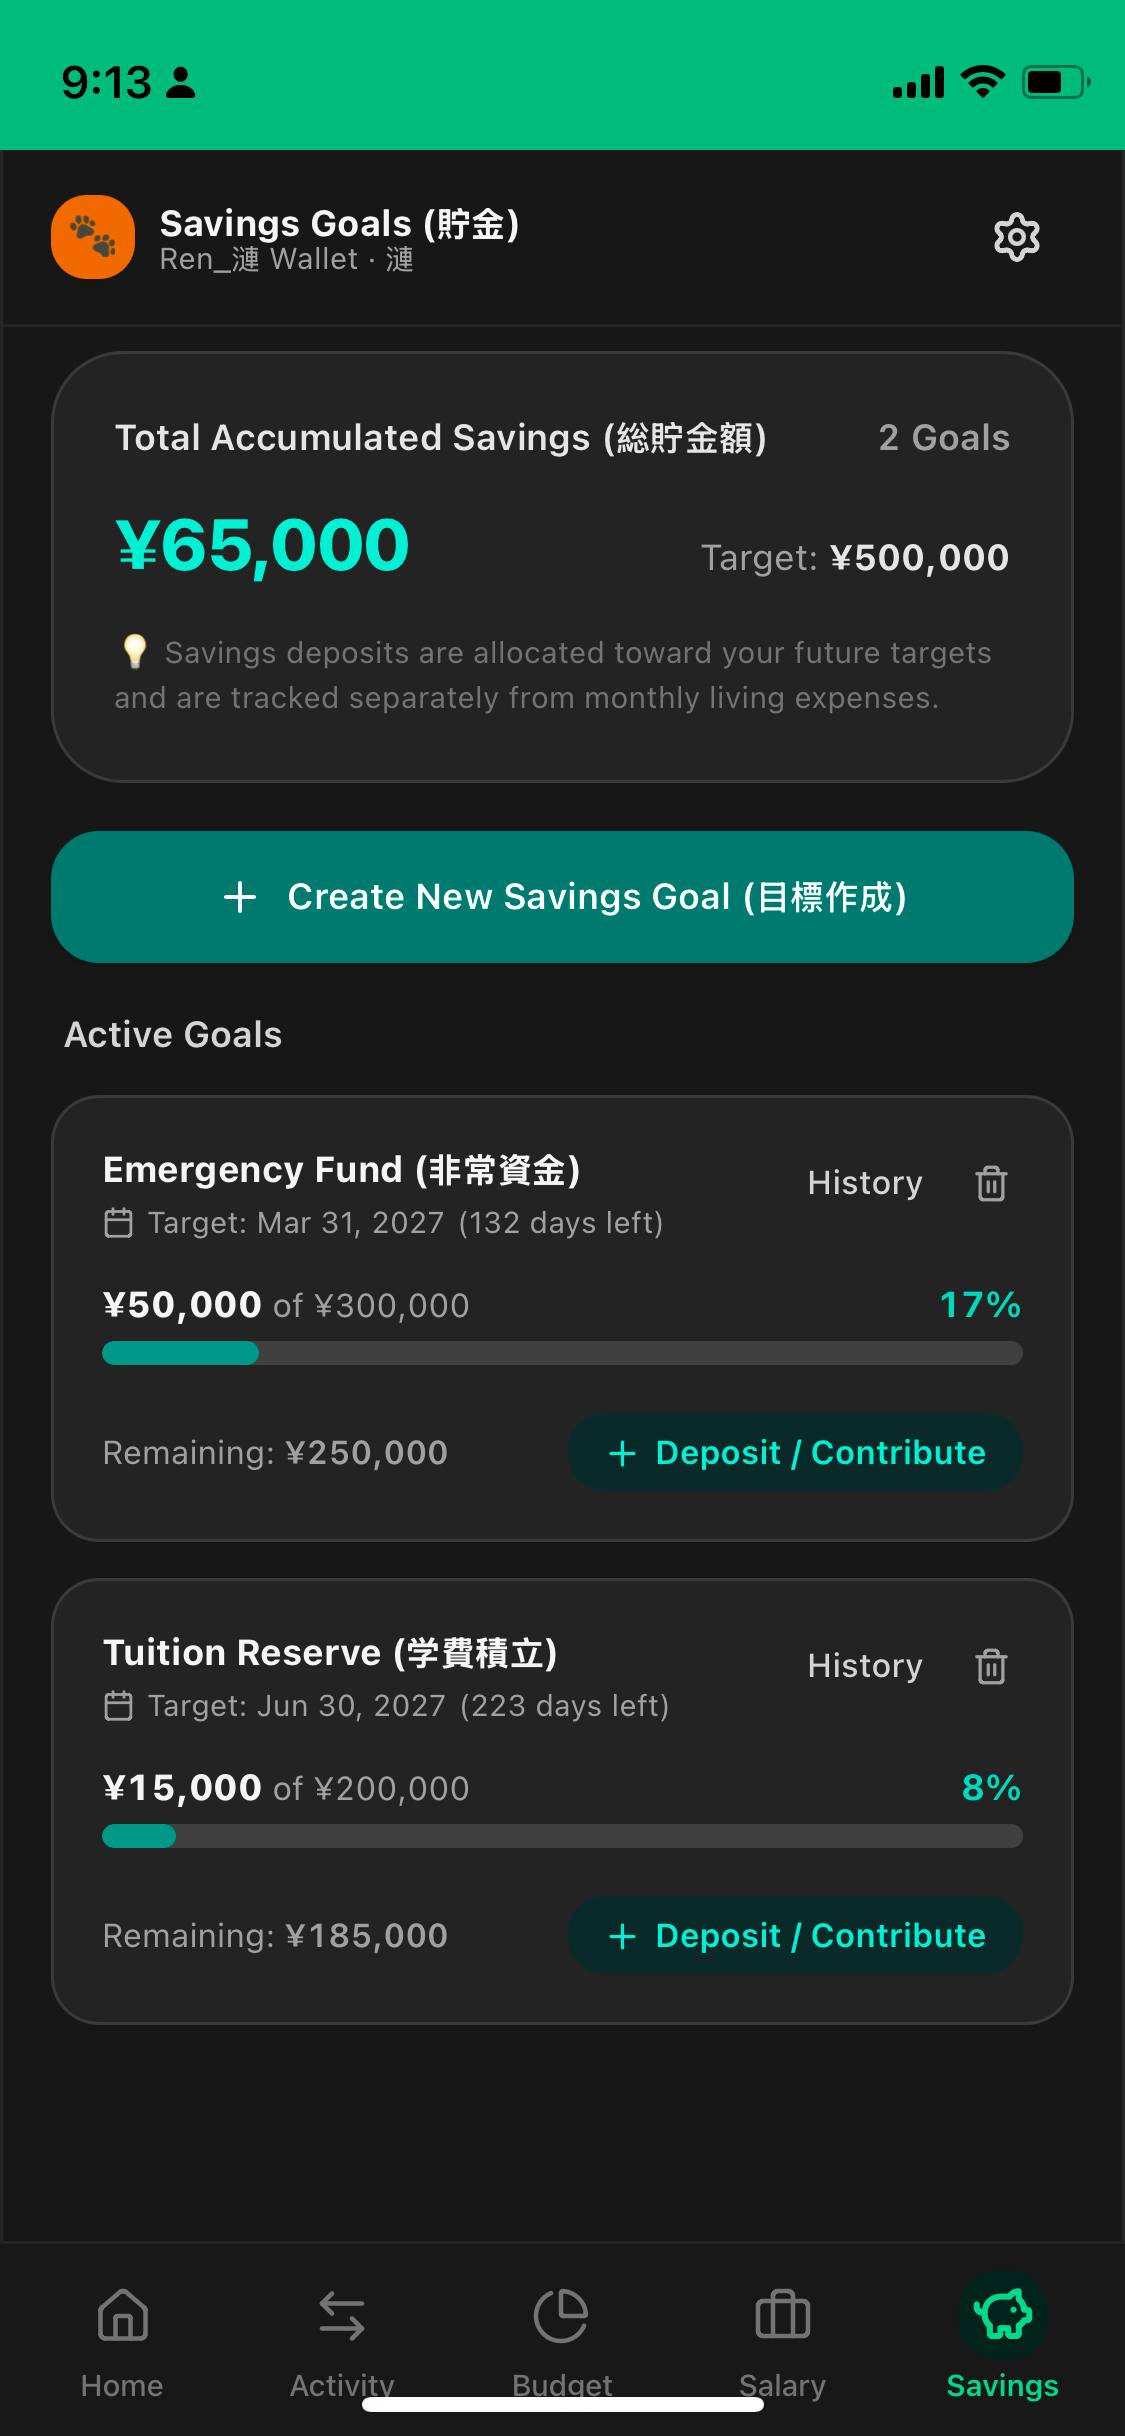 9:13
Savings Goals (貯金)
Ren_漣 Wallet · 漣
Total Accumulated Savings (総貯金額)
2 Goals
¥65,000
Target: ¥500,000
💡 Savings deposits are allocated toward your future targets
and are tracked separately from monthly living expenses.
+ Create New Savings Goal (目標作成)
Active Goals
Emergency Fund (非常資金)
History
Target: Mar 31, 2027 (132 days left)
¥50,000 of ¥300,000
17%
Remaining: ¥250,000
+ Deposit / Contribute
Tuition Reserve (学費積立)
History
Target: Jun 30, 2027 (223 days left)
¥15,000 of ¥200,000
8%
Remaining: ¥185,000
+ Deposit / Contribute
Home
Activity
Budget
Salary
Savings